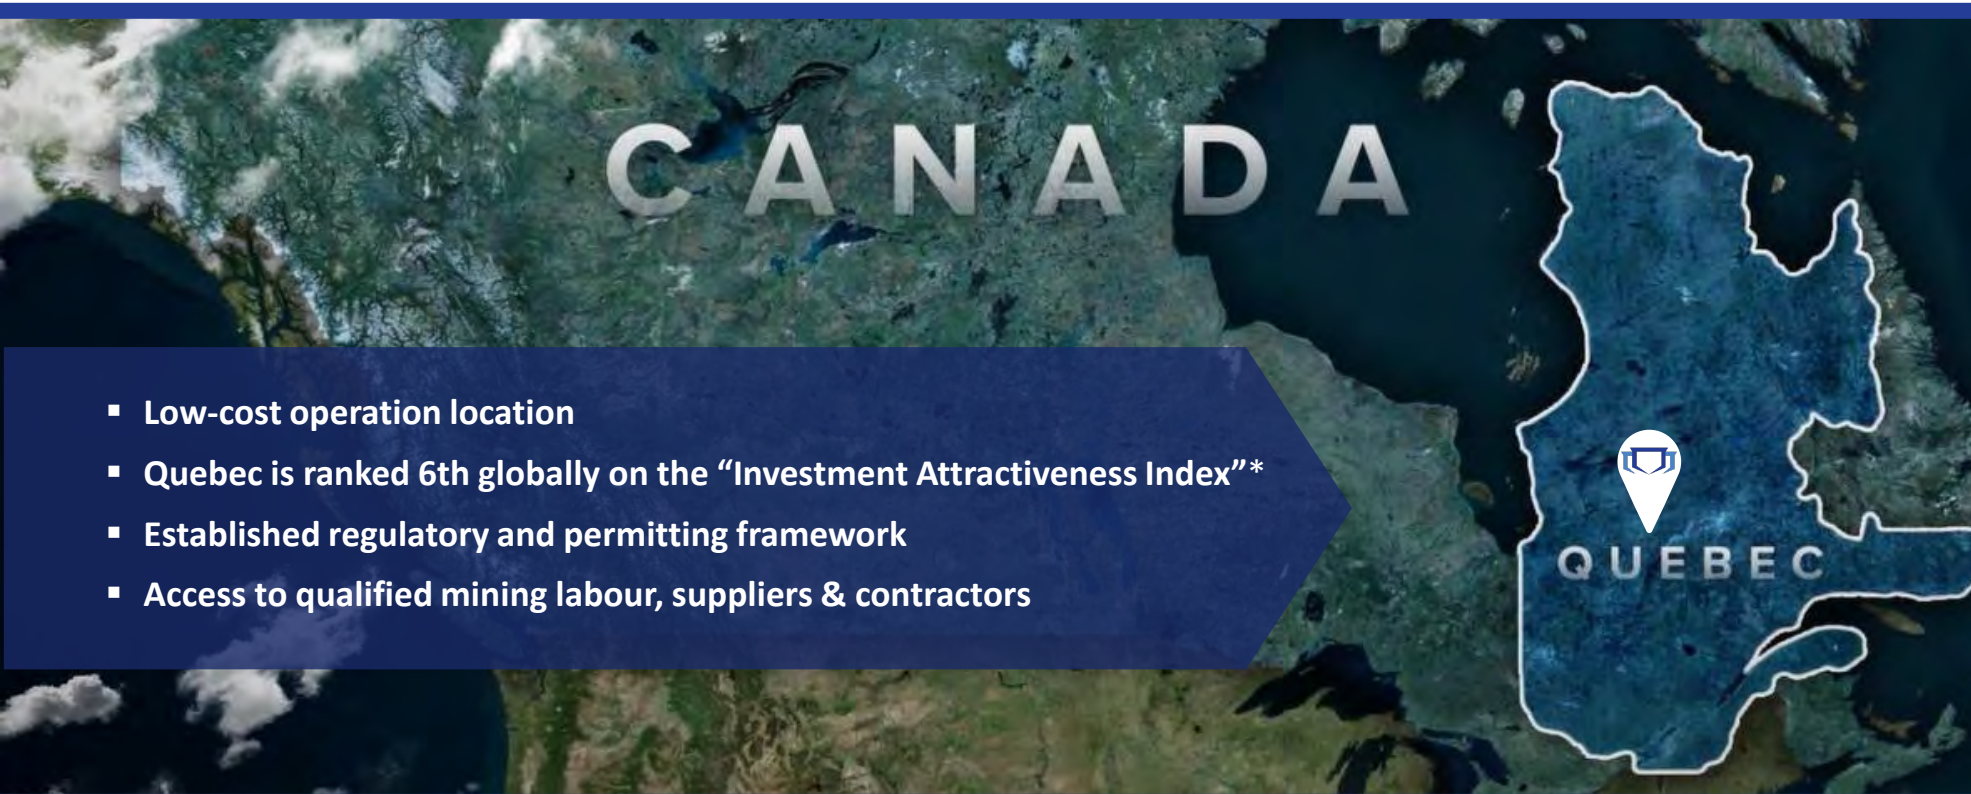 CANADA
▪ Low-cost operation location
▪ Quebec is ranked 6th globally on the “Investment Attractiveness Index”*
▪ Established regulatory and permitting framework
▪ Access to qualified mining labour, suppliers & contractors
QUEBEC